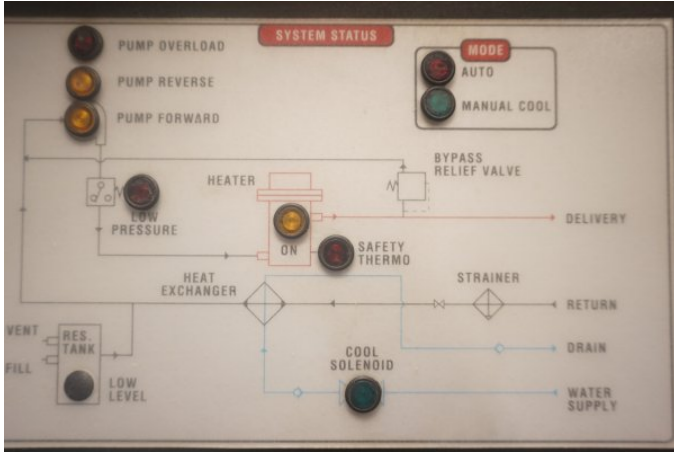 SYSTEM STATUS
PUMP OVERLOAD
PUMP REVERSE
PUMP FORWARD
MODE
AUTO
MANUAL COOL
BYPASS
RELIEF VALVE
HEATER
LOW
PRESSURE
ON
DELIVERY
SAFETY
THERMO
HEAT
EXCHANGER
STRAINER
RETURN
VENT
RES.
TANK
FILL
LOW
LEVEL
COOL
SOLENOID
DRAIN
WATER
SUPPLY